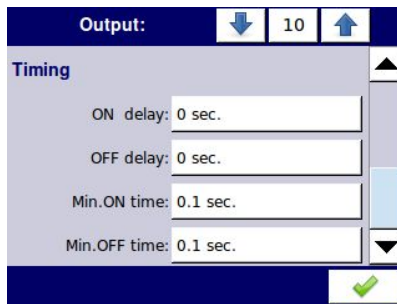 Output: 10
Timing
ON delay: 0 sec.
OFF delay: 0 sec.
Min.ON time: 0.1 sec.
Min.OFF time: 0.1 sec.